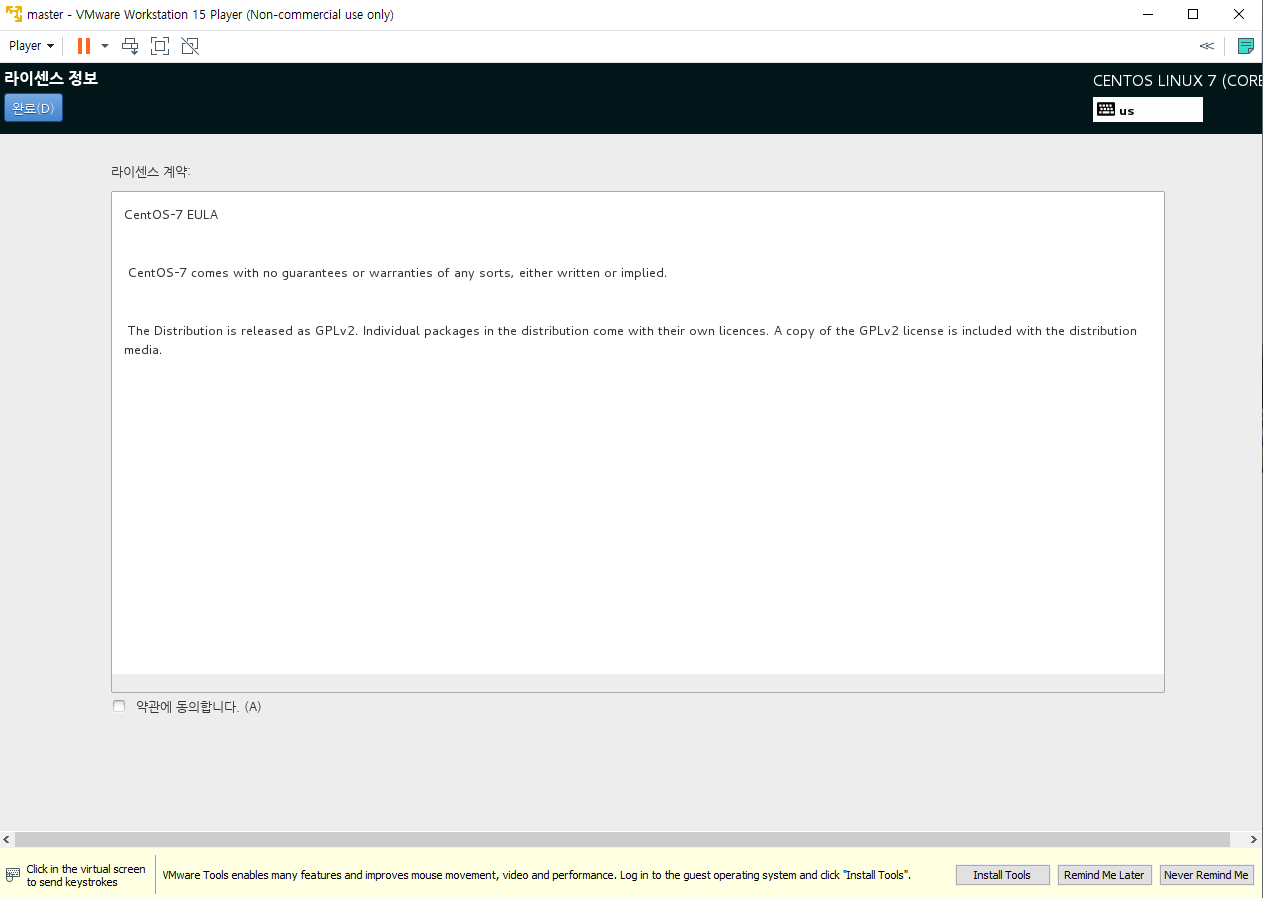 master - VMware Workstation 15 Player (Non-commercial use only)
Player
라이센스 정보
CENTOS LINUX 7 (CORE
완료(D)
us
라이센스 계약:
CentOS-7 EULA
CentOS-7 comes with no guarantees or warranties of any sorts, either written or implied.
The Distribution is released as GPLv2. Individual packages in the distribution come with their own licences. A copy of the GPLv2 license is included with the distribution
media.
약관에 동의합니다. (A)
Click in the virtual screen
to send keystrokes
VMware Tools enables many features and improves mouse movement, video and performance. Log in to the guest operating system and click "Install Tools".
Install Tools
Remind Me Later
Never Remind Me